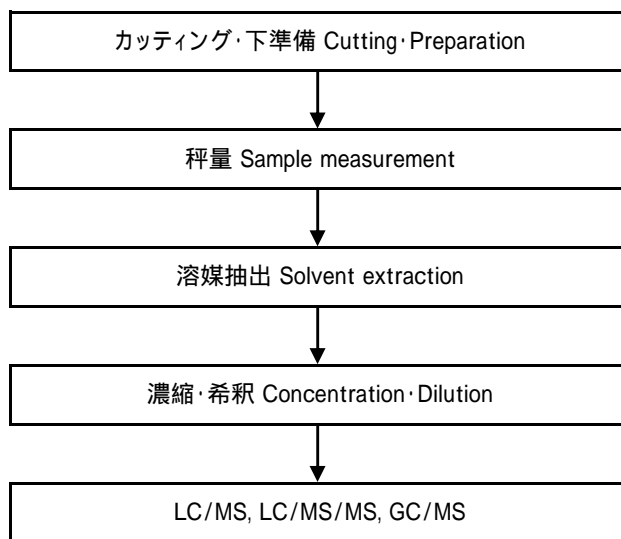 カッティング・下準備 Cutting・Preparation
秤量 Sample measurement
溶媒抽出 Solvent extraction
濃縮・希釈 Concentration・Dilution
LC/MS, LC/MS/MS, GC/MS